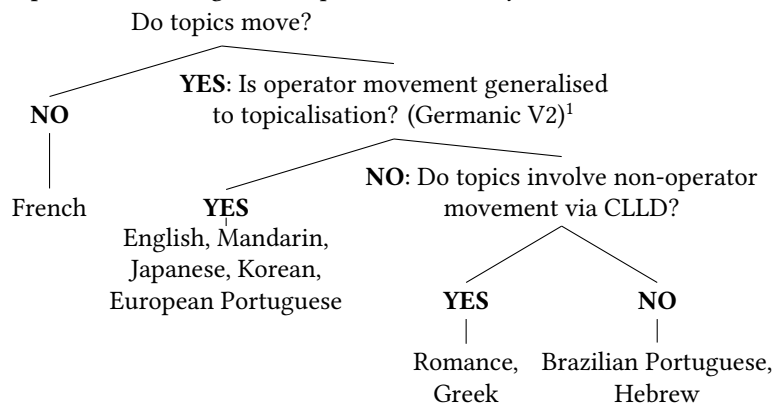 Do topics move?
YES: Is operator movement generalised
to topicalisation? (Germanic V2)1
NO
French
YES
English, Mandarin,
Japanese, Korean,
European Portuguese
NO: Do topics involve non-operator
movement via CLLD?
YES
Romance,
Greek
NO
Brazilian Portuguese,
Hebrew